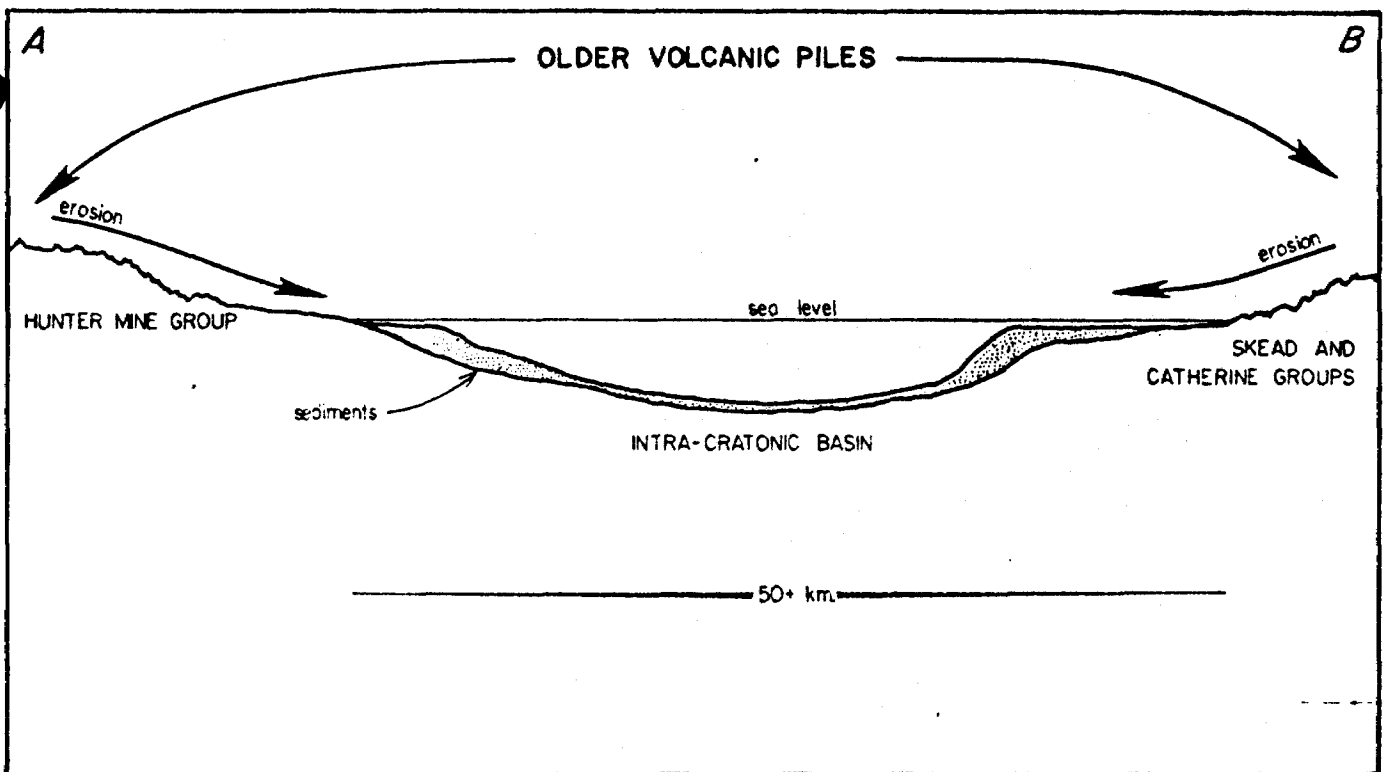 A
B
OLDER VOLCANIC PILES
erosion
erosion
sea level
HUNTER MINE GROUP
SKEAD AND
CATHERINE GROUPS
sediments
INTRA-CRATONIC BASIN
50+ km.